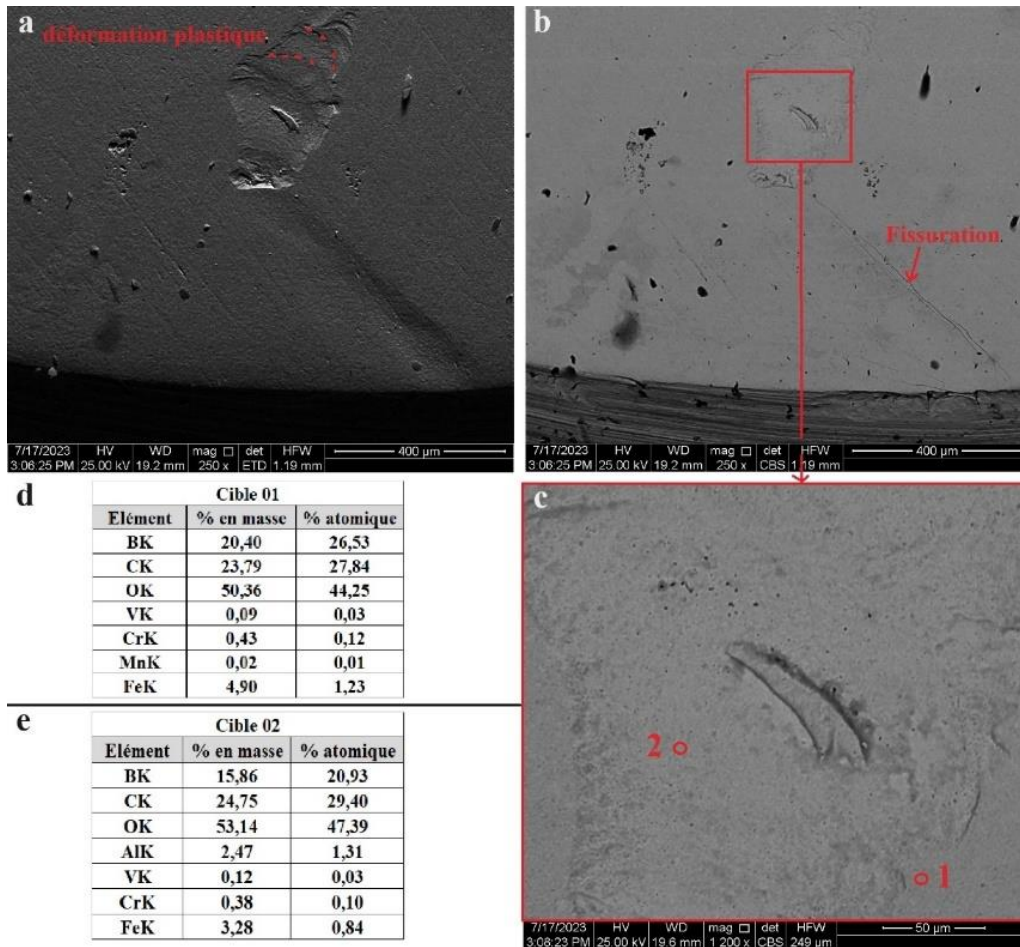 a
déformation plastique
7/17/2023 HV WD mag □ det HFW 400 µm
3:06:25 PM 25.00 kV 19.2 mm 250 x ETD 1.19 mm
b
Fissuration
7/17/2023 HV WD mag □ det HFW 400 µm
3:06:25 PM 25.00 kV 19.2 mm 250 x CBS 1.19 mm
d
Cible 01
Elément % en masse % atomique
BK 20,40 26,53
CK 23,79 27,84
OK 50,36 44,25
VK 0,09 0,03
CrK 0,43 0,12
MnK 0,02 0,01
FeK 4,90 1,23
e
Cible 02
Elément % en masse % atomique
BK 15,86 20,93
CK 24,75 29,40
OK 53,14 47,39
AlK 2,47 1,31
VK 0,12 0,03
CrK 0,38 0,10
FeK 3,28 0,84
c
2
1
7/17/2023 HV WD mag □ det HFW 50 µm
3:08:23 PM 25.00 kV 19.6 mm 1 200 x CBS 249 µm